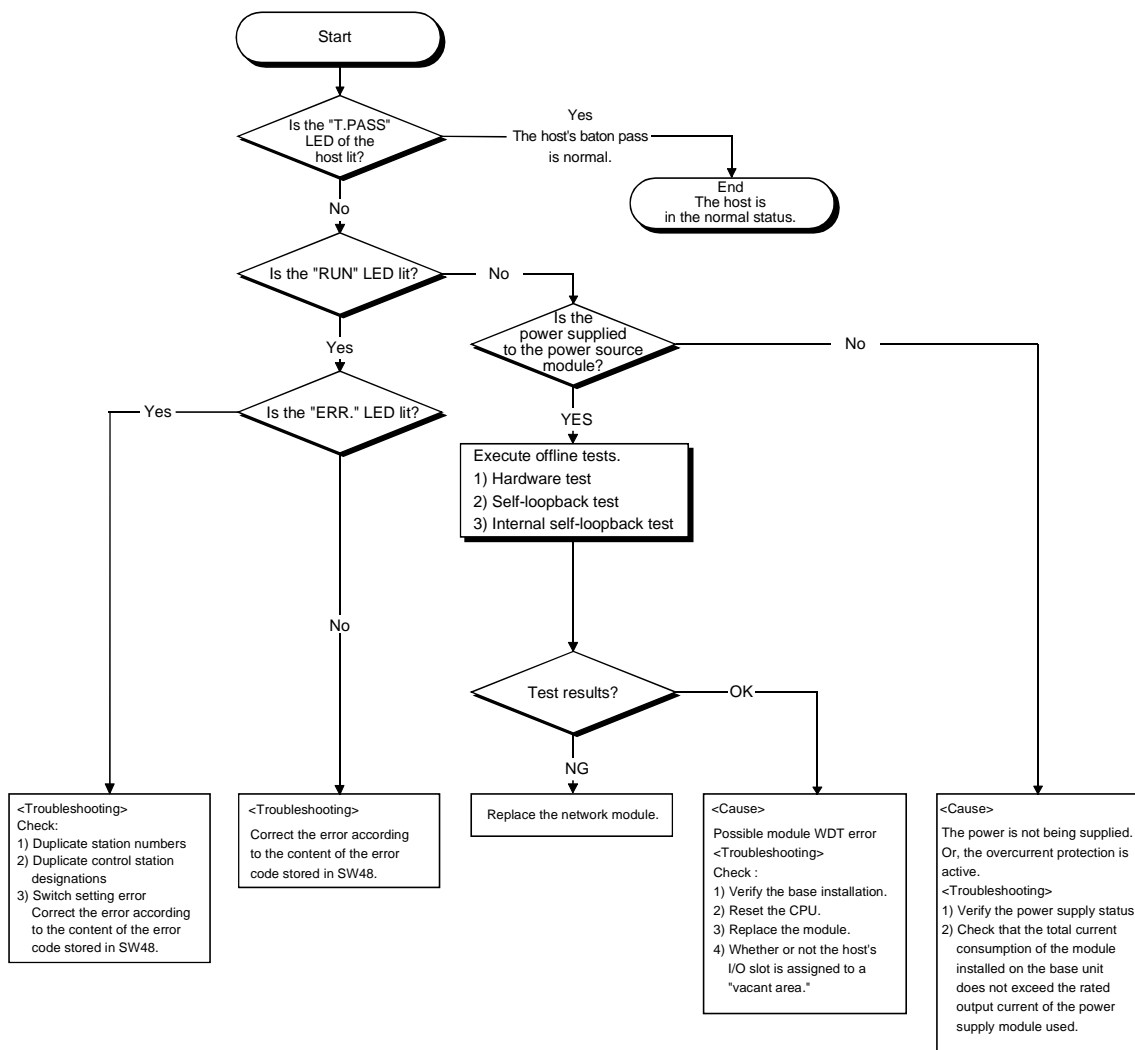 Start
Is the "T.PASS"
LED of the
host lit?
Yes
The host's baton pass
is normal.
End
The host is
in the normal status.
No
Is the "RUN" LED lit?
No
Is the
power supplied
to the power source
module?
No
Yes
Is the "ERR." LED lit?
Yes
YES
Execute offline tests.
1) Hardware test
2) Self-loopback test
3) Internal self-loopback test
No
Test results?
OK
NG
<Troubleshooting>
Check:
1) Duplicate station numbers
2) Duplicate control station
designations
3) Switch setting error
Correct the error according
to the content of the error
code stored in SW48.
<Troubleshooting>
Correct the error according
to the content of the error
code stored in SW48.
Replace the network module.
<Cause>
Possible module WDT error
<Troubleshooting>
Check :
1) Verify the base installation.
2) Reset the CPU.
3) Replace the module.
4) Whether or not the host's
I/O slot is assigned to a
"vacant area."
<Cause>
The power is not being supplied.
Or, the overcurrent protection is
active.
<Troubleshooting>
1) Verify the power supply status
2) Check that the total current
consumption of the module
installed on the base unit
does not exceed the rated
output current of the power
supply module used.